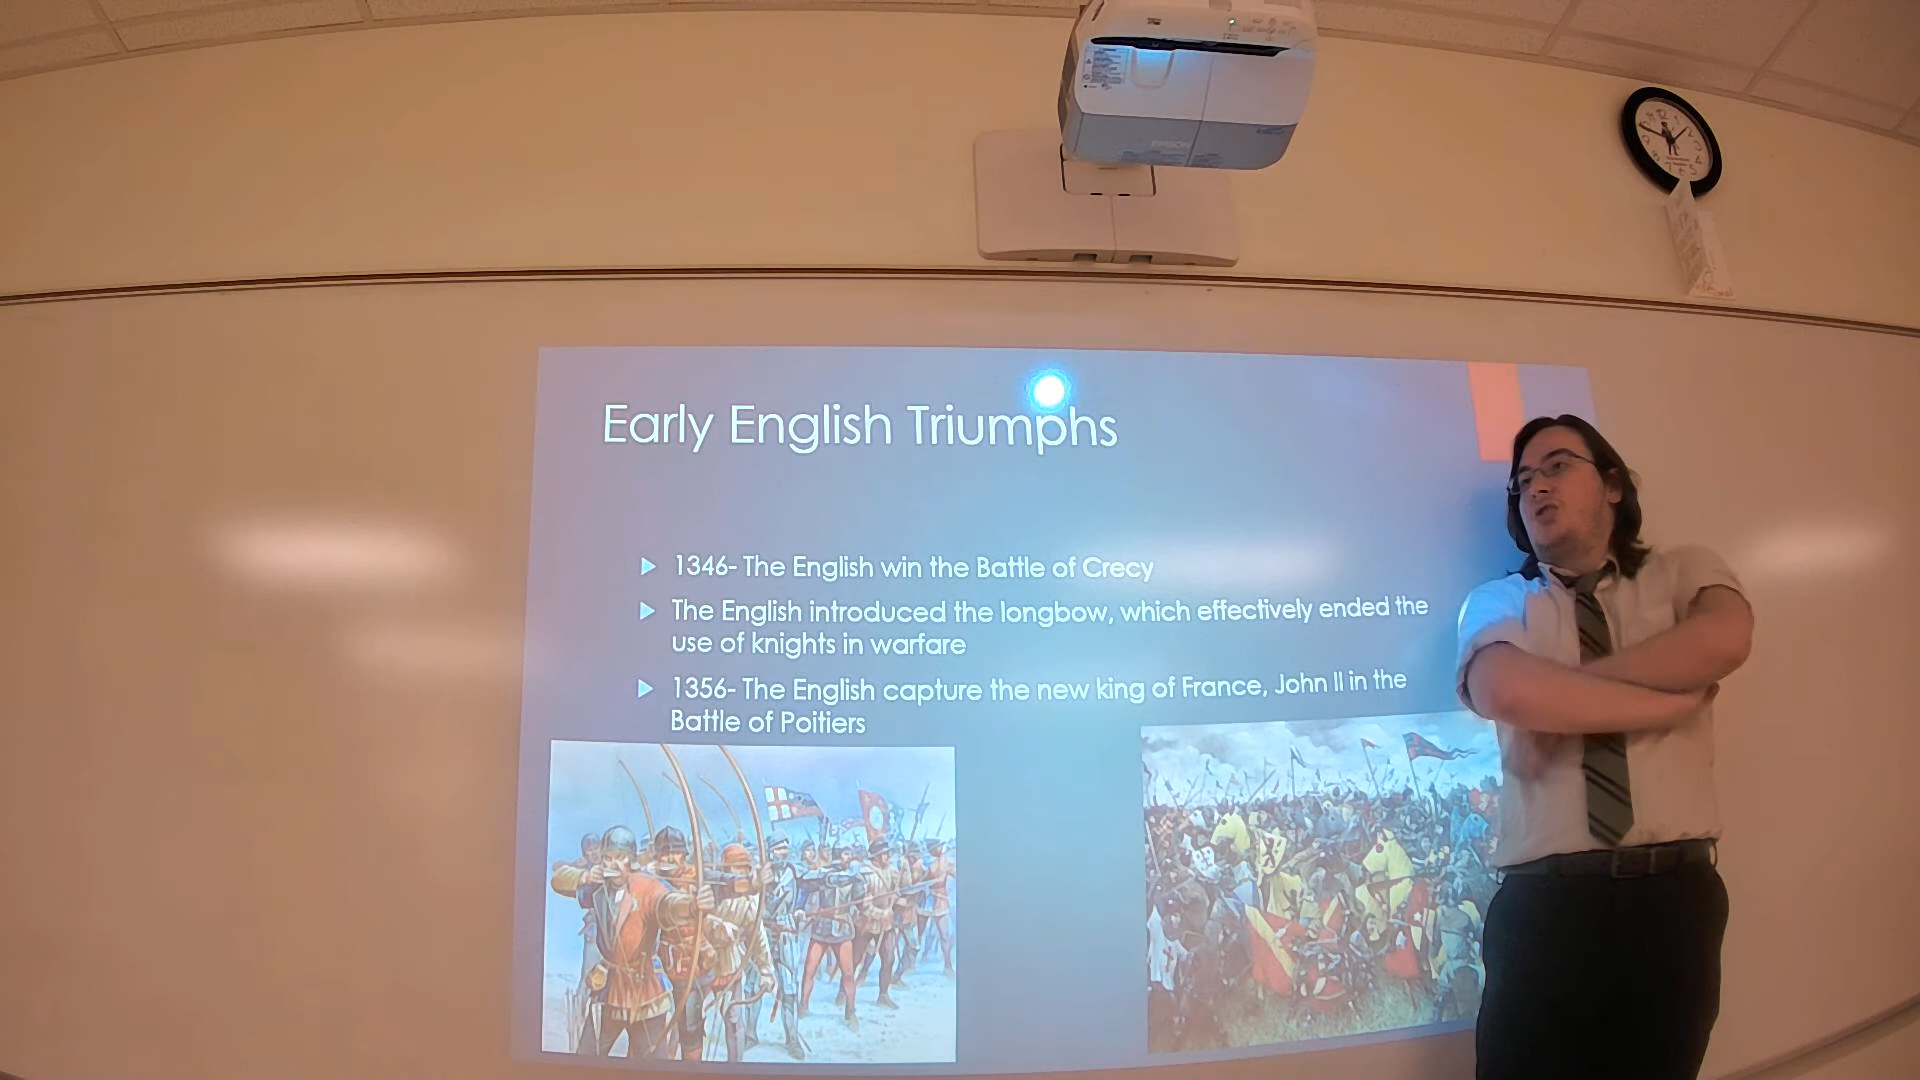 EPSON
Early English Triumphs
1346- The English win the Battle of Crecy
The English introduced the longbow, which effectively ended the
use of knights in warfare
1356- The English capture the new king of France, John II in the
Battle of Poitiers